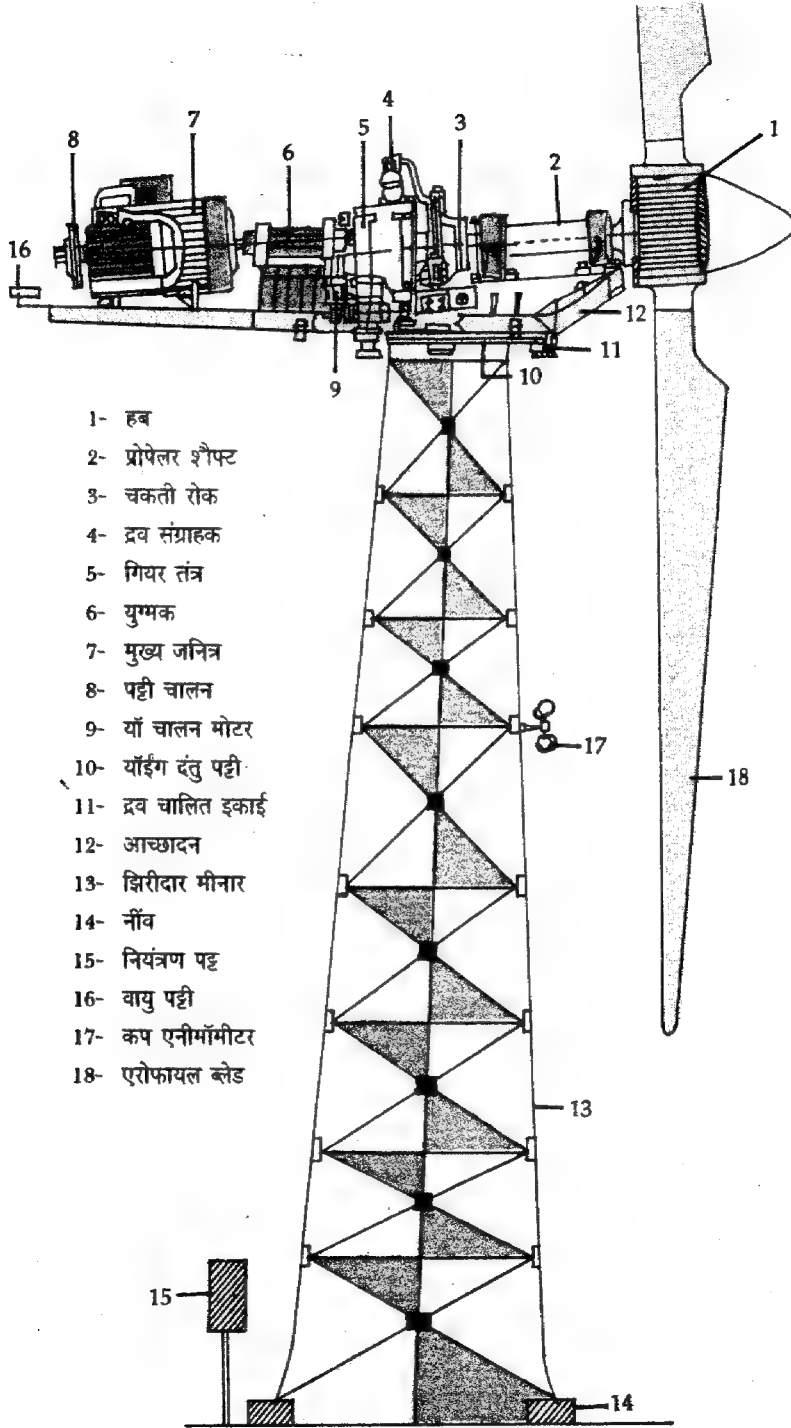 4
7
5
3
1
8
6
2
16
12
11
9
10
1- हब
2- प्रोपेलर शैफ्ट
3- चकती रोक
4- द्रव संग्राहक
5- गियर तंत्र
6- युग्मक
7- मुख्य जनित्र
8- पट्टी चालन
9- यॉ चालन मोटर
10- यॉईंग दंतु पट्टी
11- द्रव चालित इकाई
12- आच्छादन
13- झिरीदार मीनार
14- नींव
15- नियंत्रण पट्ट
16- वायु पट्टी
17- कप एनीमॉमीटर
18- एरोफायल ब्लेड
17
18
13
15
14